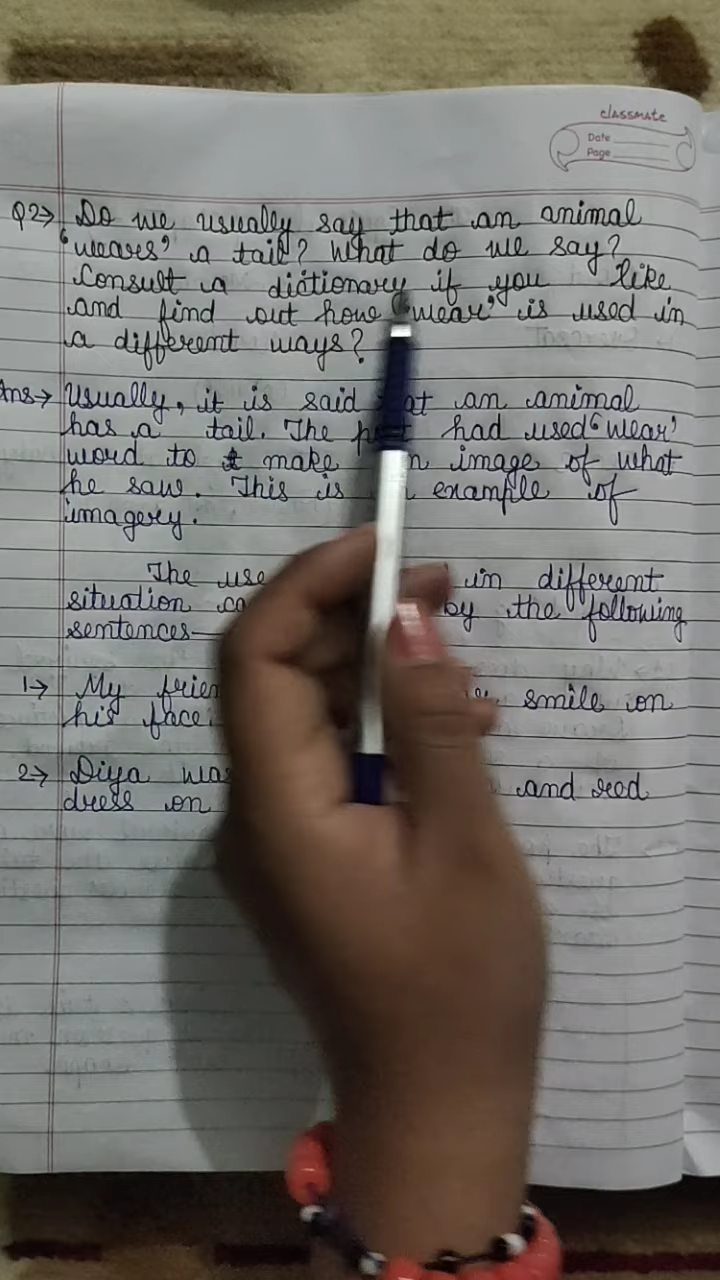 classmate
Date
Page
Q2→ Do we usually say that an animal
'weares' a tail? What do we say?
Consult a dictionary if you like
and find out how 'wear' is used in
a different ways?
Ans→ Usually, it is said that an animal
has a tail. The had used 'wear'
word to make an image of what
he saw. This is example of
imagery.
The use in different
situation by the following
sentences—
1→ My smile on
his face.
2→ Diya and red
dress on